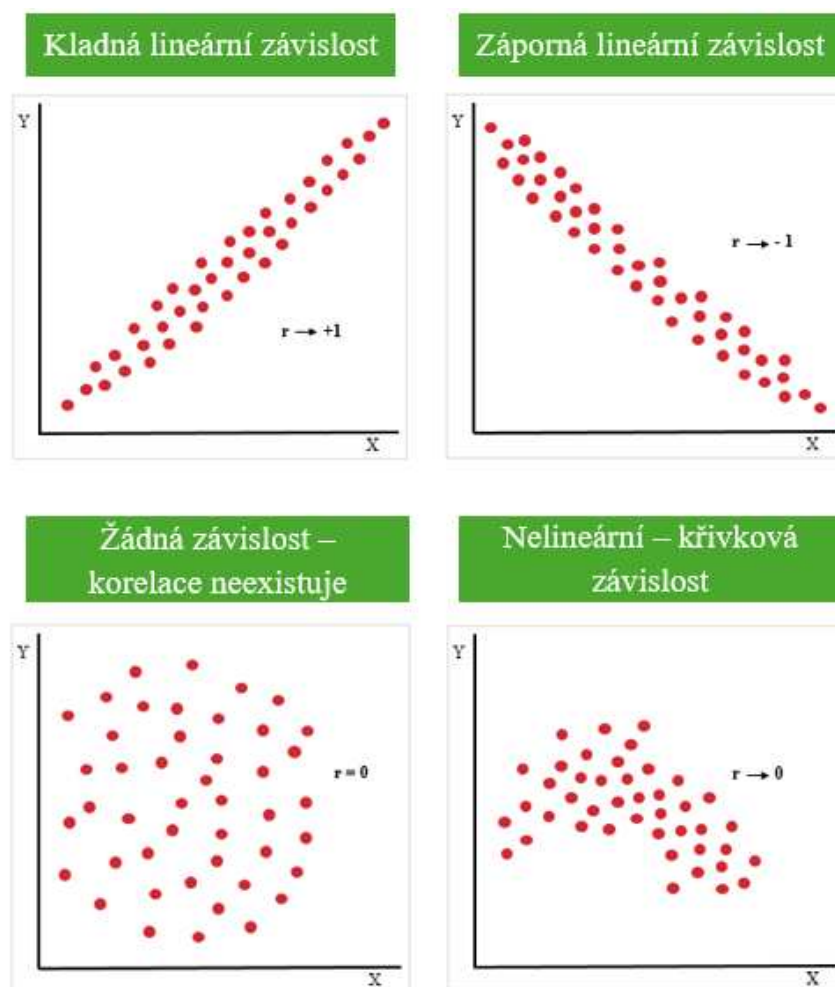 Kladná lineární závislost
Záporná lineární závislost
Y
r → +1
X
Y
r → - 1
X
Žádná závislost –
korelace neexistuje
Nelineární – křivková
závislost
Y
r = 0
X
Y
r → 0
X